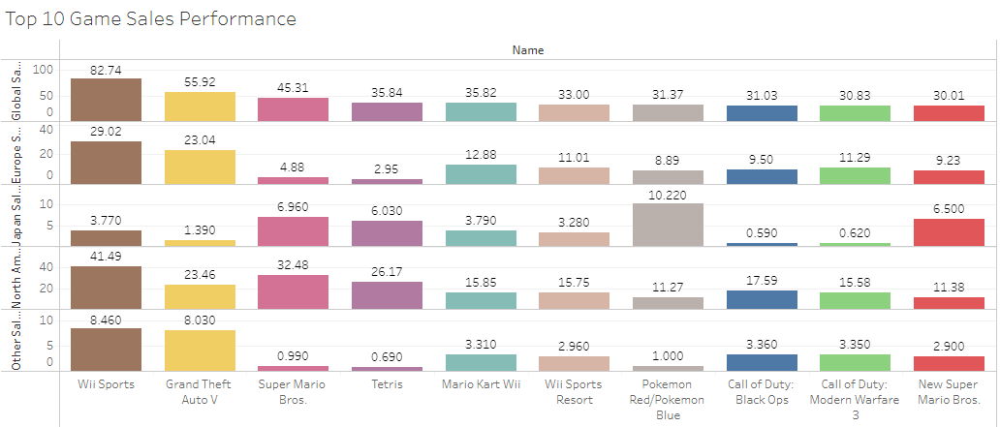 Top 10 Game Sales Performance
Name
Global Sa...
100
50
0
82.74 55.92 45.31 35.84 35.82 33.00 31.37 31.03 30.83 30.01
Europe S...
40
20
0
29.02 23.04 4.88 2.95 12.88 11.01 8.89 9.50 11.29 9.23
Japan Sal...
10
5
3.770 1.390 6.960 6.030 3.790 3.280 10.220 0.590 0.620 6.500
North Am...
40
20
41.49 23.46 32.48 26.17 15.85 15.75 11.27 17.59 15.58 11.38
Other Sal...
10
5
0
8.460 8.030 0.990 0.690 3.310 2.960 1.000 3.360 3.350 2.900
Wii Sports
Grand Theft
Auto V
Super Mario
Bros.
Tetris
Mario Kart Wii
Wii Sports
Resort
Pokemon
Red/Pokemon
Blue
Call of Duty:
Black Ops
Call of Duty:
Modern Warfare
3
New Super
Mario Bros.